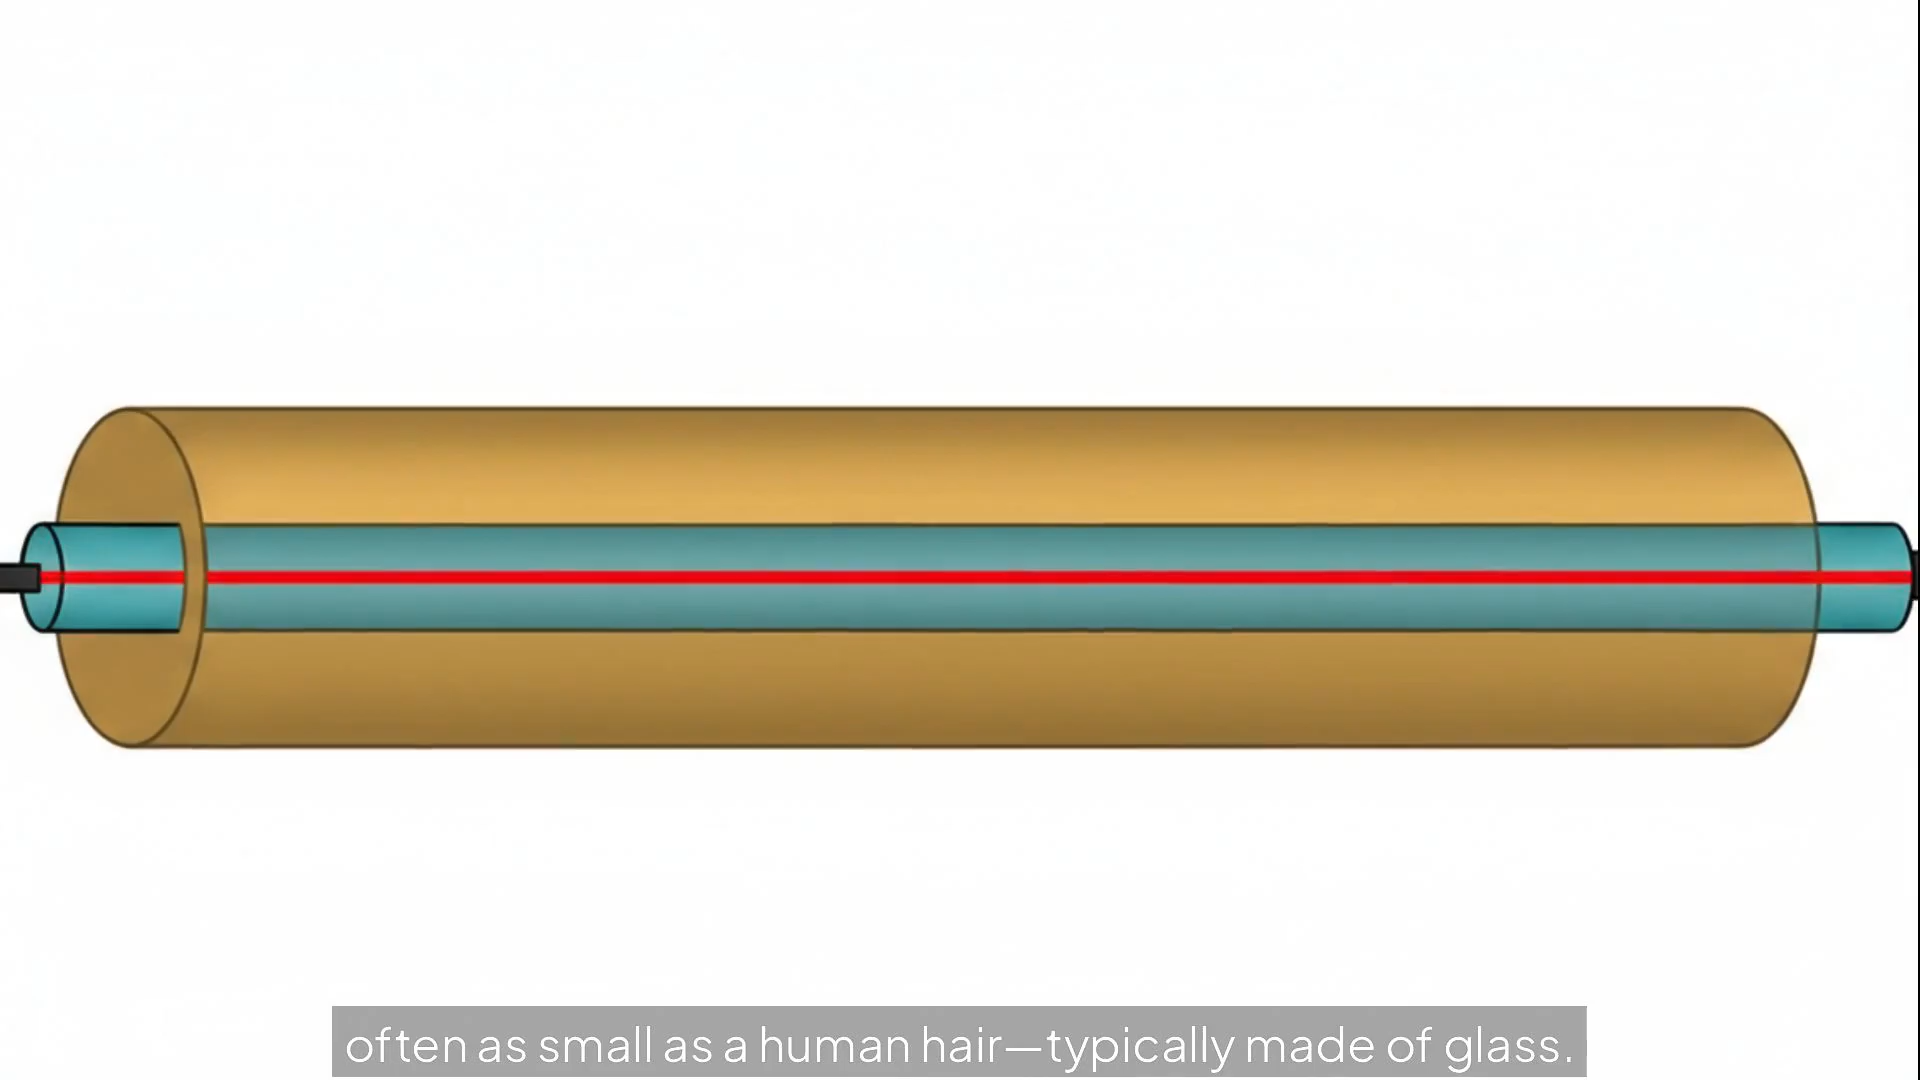 often as small as a human hair—typically made of glass.